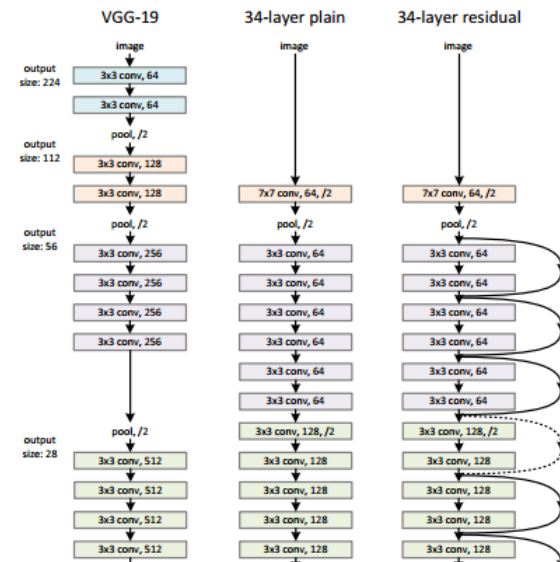 VGG-19
34-layer plain
34-layer residual
image
image
image
output
size: 224
3x3 conv, 64
3x3 conv, 64
pool, /2
output
size: 112
3x3 conv, 128
3x3 conv, 128
7x7 conv, 64, /2
7x7 conv, 64, /2
pool, /2
pool, /2
pool, /2
output
size: 56
3x3 conv, 256
3x3 conv, 64
3x3 conv, 64
3x3 conv, 256
3x3 conv, 64
3x3 conv, 64
3x3 conv, 256
3x3 conv, 64
3x3 conv, 64
3x3 conv, 256
3x3 conv, 64
3x3 conv, 64
3x3 conv, 64
3x3 conv, 64
3x3 conv, 64
3x3 conv, 64
output
size: 28
pool, /2
3x3 conv, 128, /2
3x3 conv, 128, /2
3x3 conv, 512
3x3 conv, 128
3x3 conv, 128
3x3 conv, 512
3x3 conv, 128
3x3 conv, 128
3x3 conv, 512
3x3 conv, 128
3x3 conv, 128
3x3 conv, 512
3x3 conv, 128
3x3 conv, 128